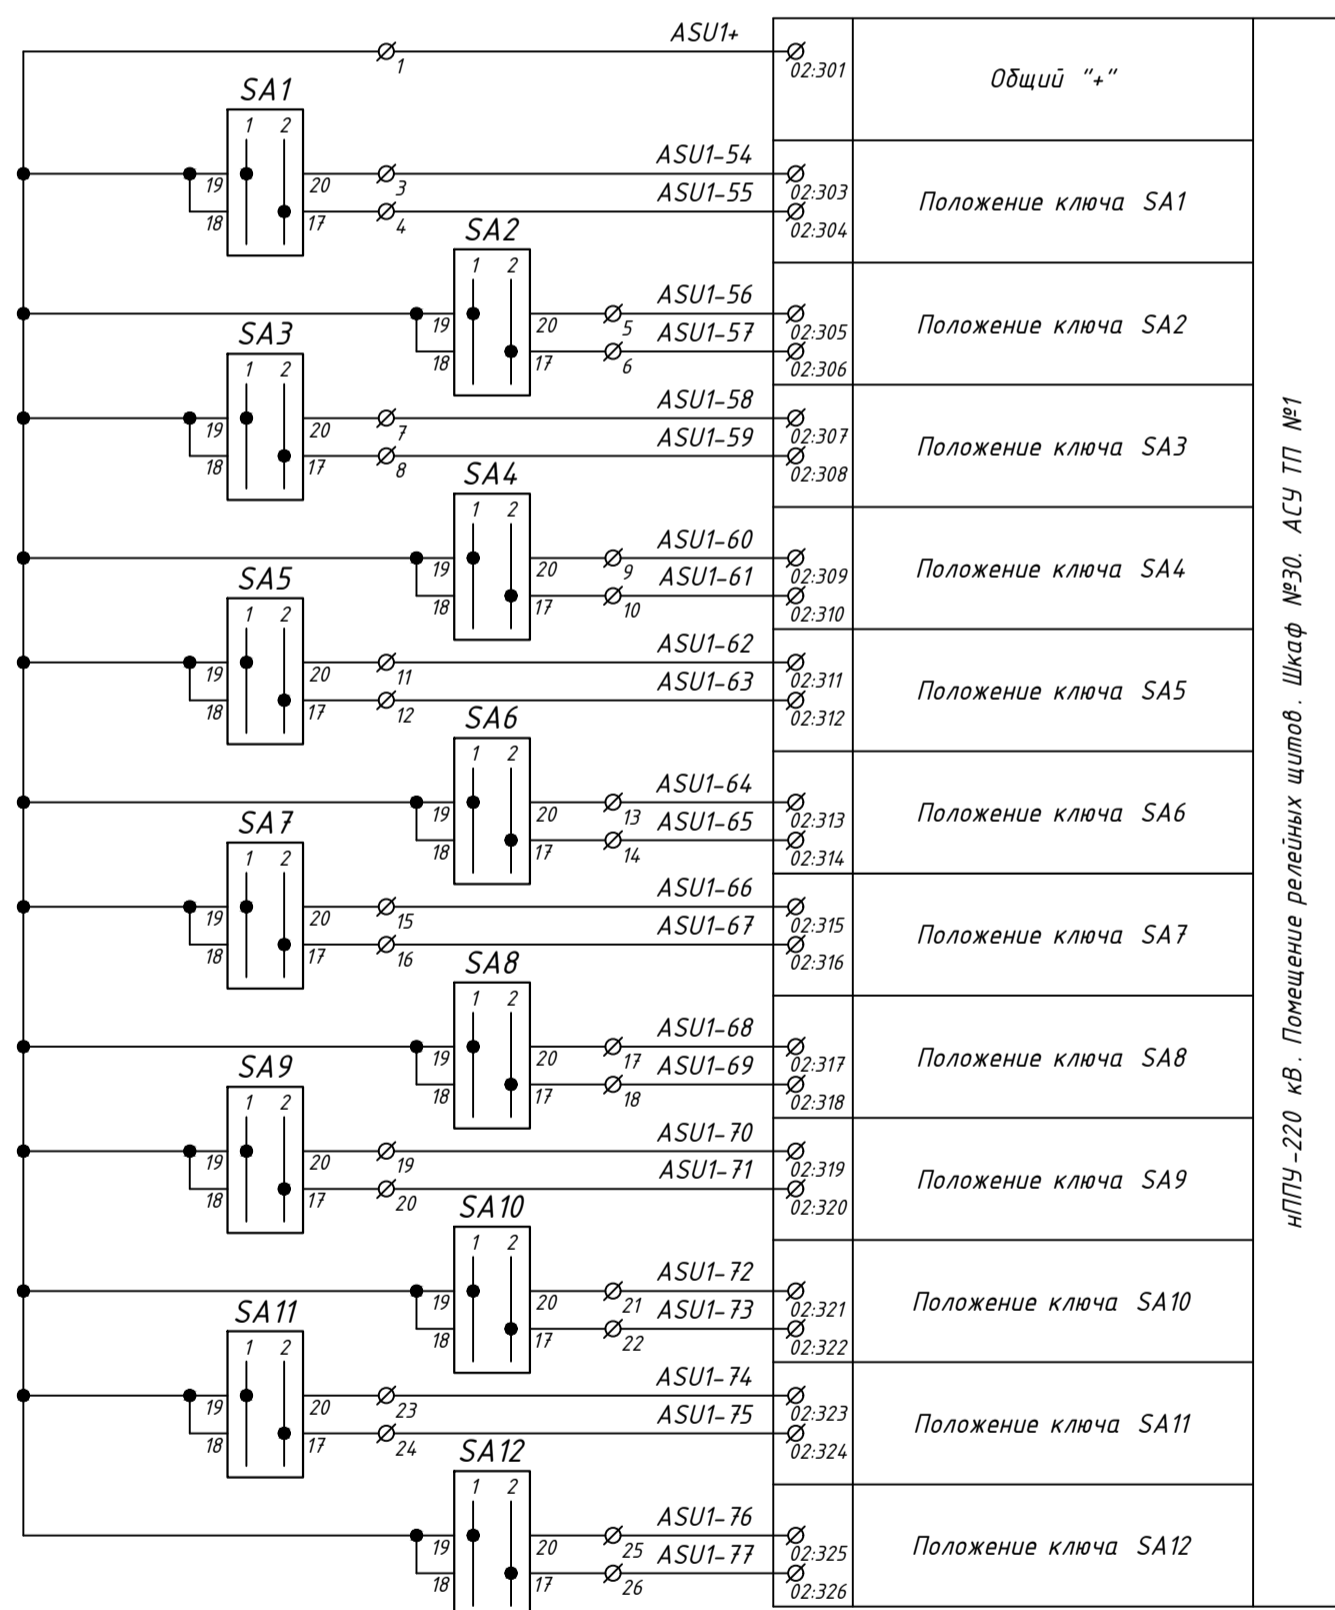 ASU1+
1
02:301
Общий "+"
SA1
1 2
19 20 3 ASU1-54 02:303
18 17 4 ASU1-55 02:304
Положение ключа SA1
SA2
1 2
19 20 5 ASU1-56 02:305
18 17 6 ASU1-57 02:306
Положение ключа SA2
SA3
1 2
19 20 7 ASU1-58 02:307
18 17 8 ASU1-59 02:308
Положение ключа SA3
SA4
1 2
19 20 9 ASU1-60 02:309
18 17 10 ASU1-61 02:310
Положение ключа SA4
SA5
1 2
19 20 11 ASU1-62 02:311
18 17 12 ASU1-63 02:312
Положение ключа SA5
SA6
1 2
19 20 13 ASU1-64 02:313
18 17 14 ASU1-65 02:314
Положение ключа SA6
SA7
1 2
19 20 15 ASU1-66 02:315
18 17 16 ASU1-67 02:316
Положение ключа SA7
SA8
1 2
19 20 17 ASU1-68 02:317
18 17 18 ASU1-69 02:318
Положение ключа SA8
SA9
1 2
19 20 19 ASU1-70 02:319
18 17 20 ASU1-71 02:320
Положение ключа SA9
SA10
1 2
19 20 21 ASU1-72 02:321
18 17 22 ASU1-73 02:322
Положение ключа SA10
SA11
1 2
19 20 23 ASU1-74 02:323
18 17 24 ASU1-75 02:324
Положение ключа SA11
SA12
1 2
19 20 25 ASU1-76 02:325
18 17 26 ASU1-77 02:326
Положение ключа SA12
нППУ-220 кВ. Помещение релейных щитов. Шкаф №30. АСУ ТП №1